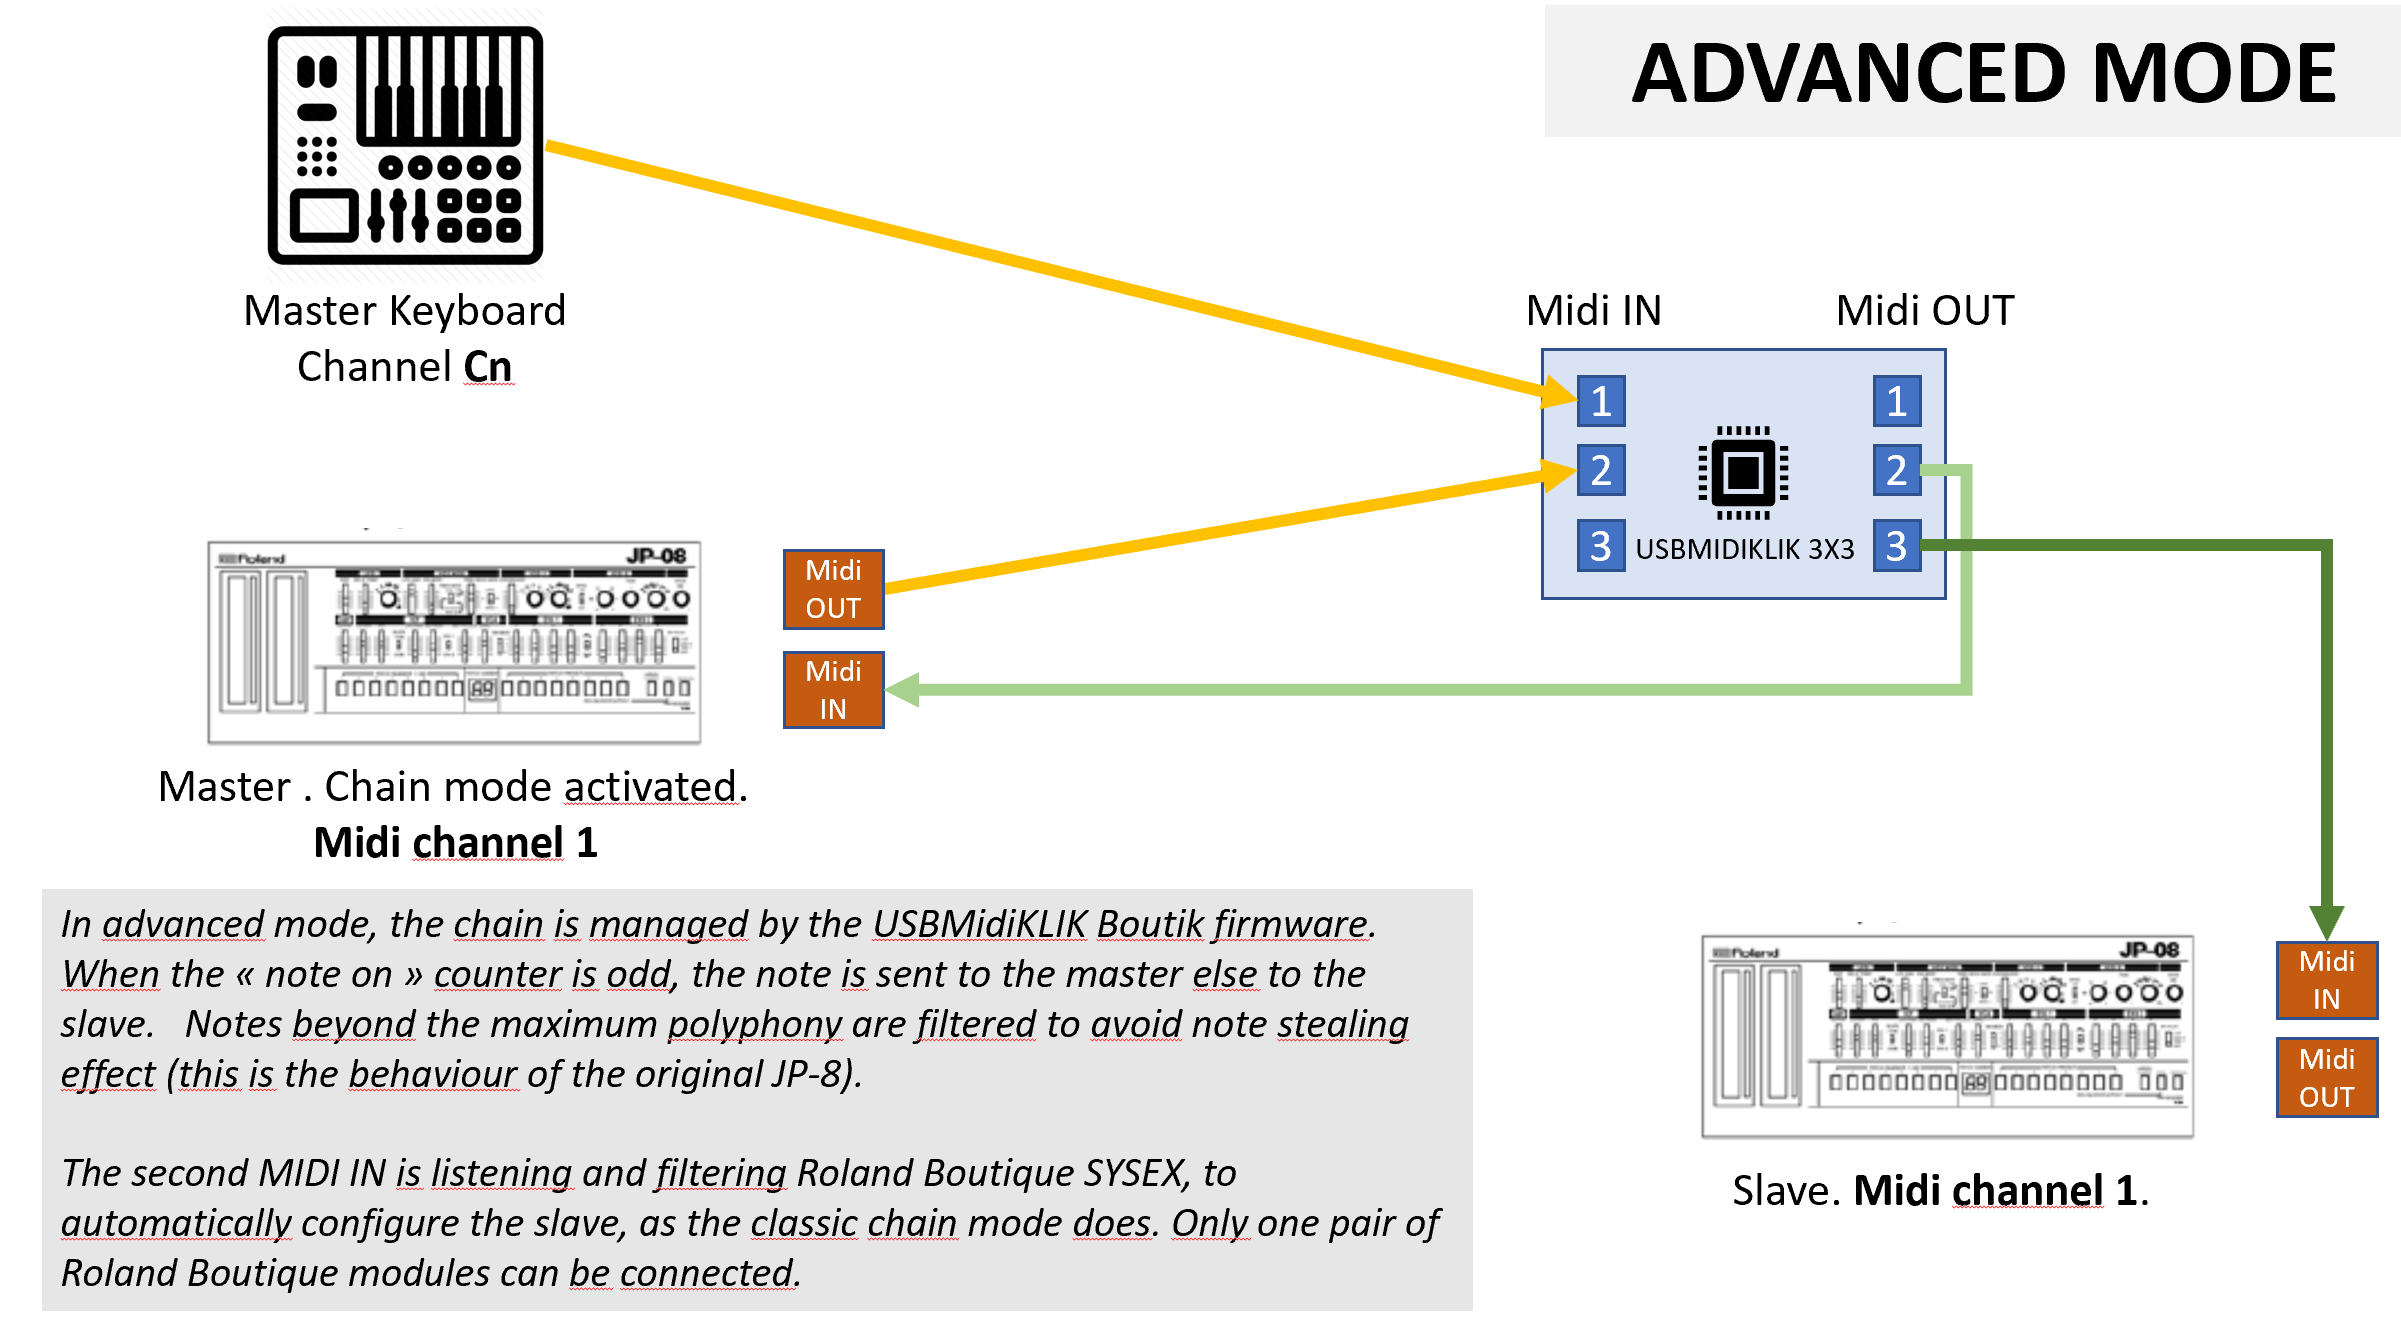 ADVANCED MODE
Master Keyboard
Channel Cn
Midi IN
Midi OUT
1
1
2
2
3
USBMIDIKLIK 3X3
3
Roland
JP-08
Midi
OUT
Midi
IN
Master . Chain mode activated.
Midi channel 1
In advanced mode, the chain is managed by the USBMidiKLIK Boutik firmware.
When the « note on » counter is odd, the note is sent to the master else to the
slave.   Notes beyond the maximum polyphony are filtered to avoid note stealing
effect (this is the behaviour of the original JP-8).
The second MIDI IN is listening and filtering Roland Boutique SYSEX, to
automatically configure the slave, as the classic chain mode does. Only one pair of
Roland Boutique modules can be connected.
Roland
JP-08
Midi
IN
Midi
OUT
Slave. Midi channel 1.